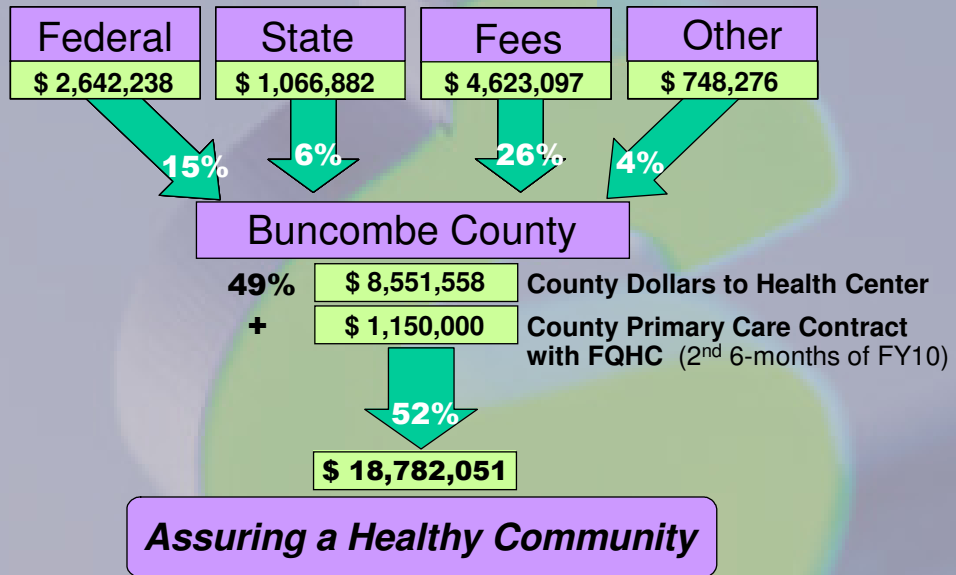 Federal State Fees Other
$ 2,642,238 $ 1,066,882 $ 4,623,097 $ 748,276
15% 6% 26% 4%
Buncombe County
49% $ 8,551,558 County Dollars to Health Center
+ $ 1,150,000 County Primary Care Contract
with FQHC (2nd 6-months of FY10)
52%
$ 18,782,051
Assuring a Healthy Community